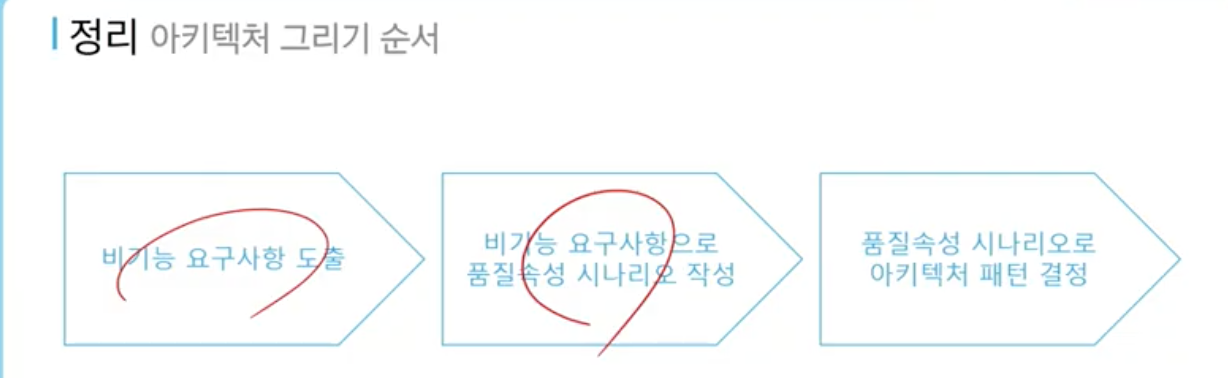 정리 아키텍처 그리기 순서
비기능 요구사항 도출
비기능 요구사항으로
품질속성 시나리오 작성
품질속성 시나리오로
아키텍처 패턴 결정